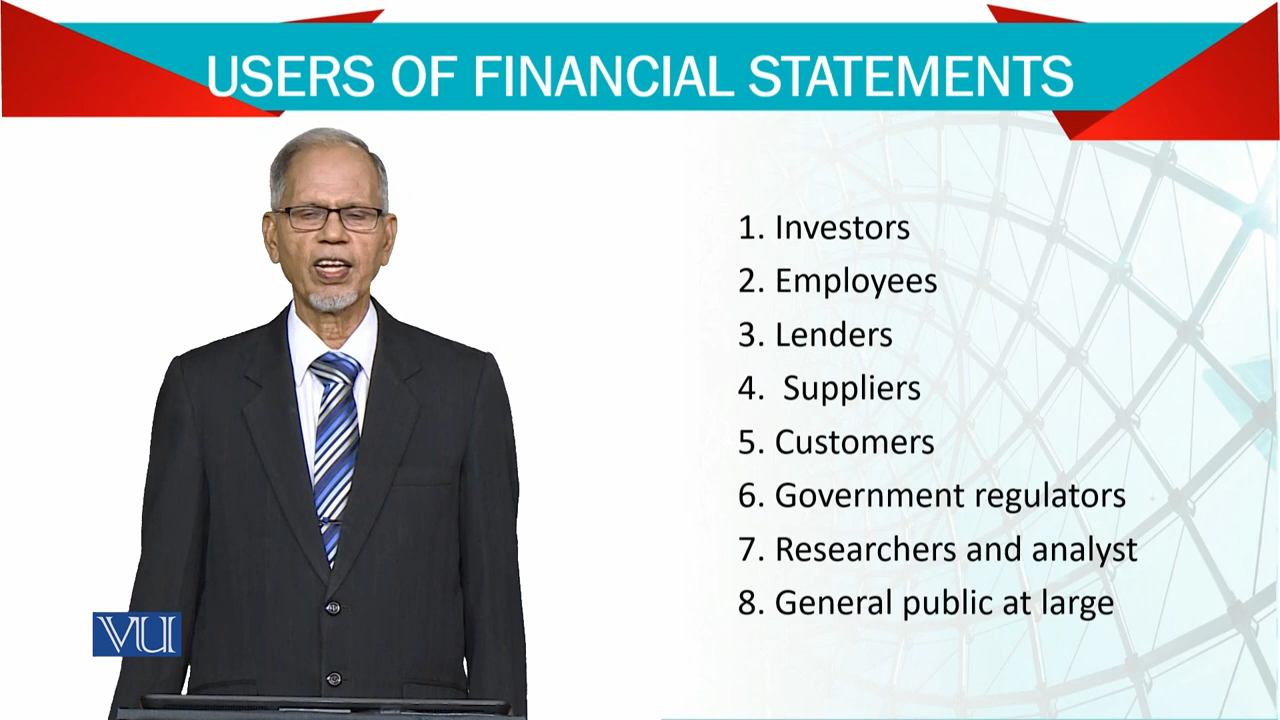 USERS OF FINANCIAL STATEMENTS
1. Investors
2. Employees
3. Lenders
4. Suppliers
5. Customers
6. Government regulators
7. Researchers and analyst
8. General public at large
VU